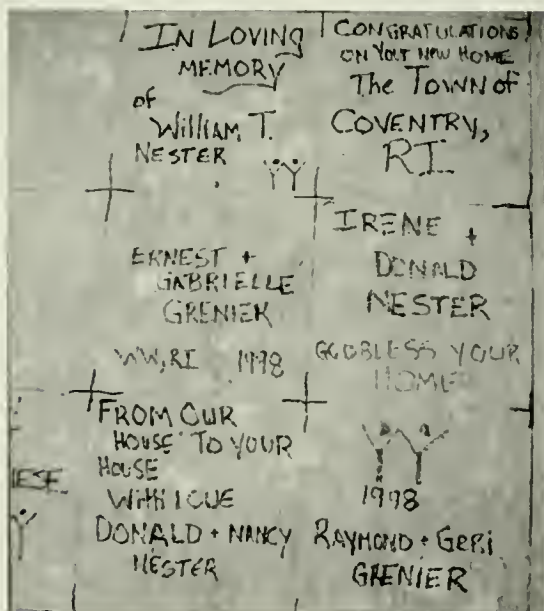 IN LOVING
MEMORY
of
William T.
NESTER
CONGRATULATIONS
ON YOUR NEW HOME
The TOWN of
COVENTRY,
RI
ERNEST +
GABRIELLE
GRENIER
WW, RI 1998
IRENE +
DONALD
NESTER
GOD BLESS YOUR
HOME
FROM OUR
HOUSE TO YOUR
HOUSE
WITH LOVE
DONALD + NANCY
NESTER
1998
RAYMOND + GERI
GRENIER